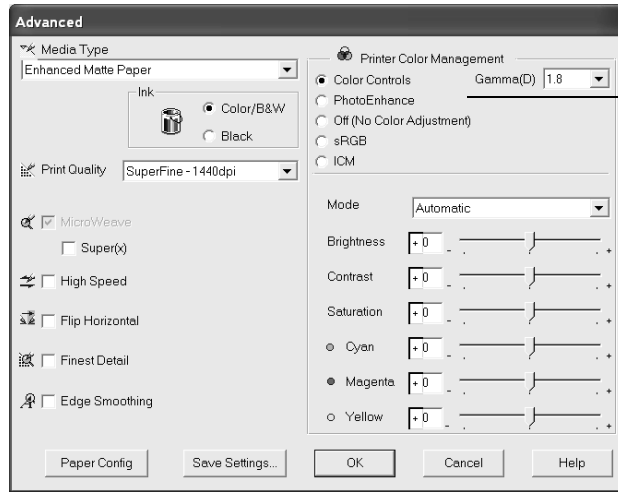 Advanced
Media Type
Enhanced Matte Paper
Ink
Color/B&W
Black
Print Quality
SuperFine - 1440dpi
MicroWeave
Super(x)
High Speed
Flip Horizontal
Finest Detail
Edge Smoothing
Printer Color Management
Color Controls
Gamma(D)
1.8
PhotoEnhance
Off (No Color Adjustment)
sRGB
ICM
Mode
Automatic
Brightness + 0 - +
Contrast + 0 - +
Saturation + 0 - +
Cyan + 0 - +
Magenta + 0 - +
Yellow + 0 - +
Paper Config
Save Settings...
OK
Cancel
Help